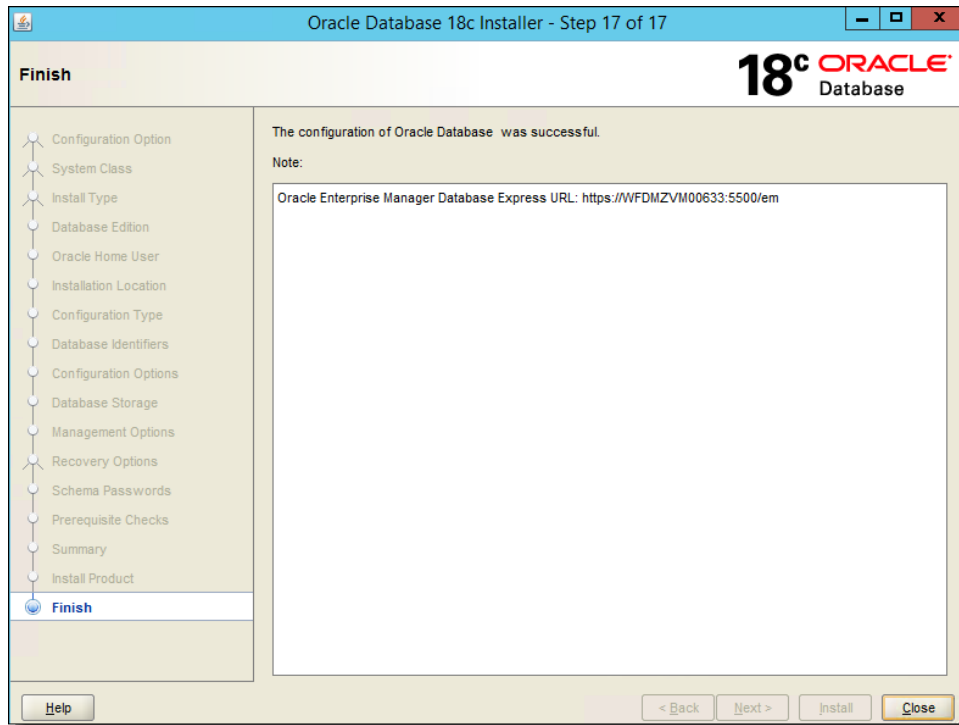 Oracle Database 18c Installer - Step 17 of 17
Finish
18c ORACLE
Database
Configuration Option
System Class
Install Type
Database Edition
Oracle Home User
Installation Location
Configuration Type
Database Identifiers
Configuration Options
Database Storage
Management Options
Recovery Options
Schema Passwords
Prerequisite Checks
Summary
Install Product
Finish
The configuration of Oracle Database was successful.
Note:
Oracle Enterprise Manager Database Express URL: https://WFDMZVM00633:5500/em
Help
< Back
Next >
Install
Close